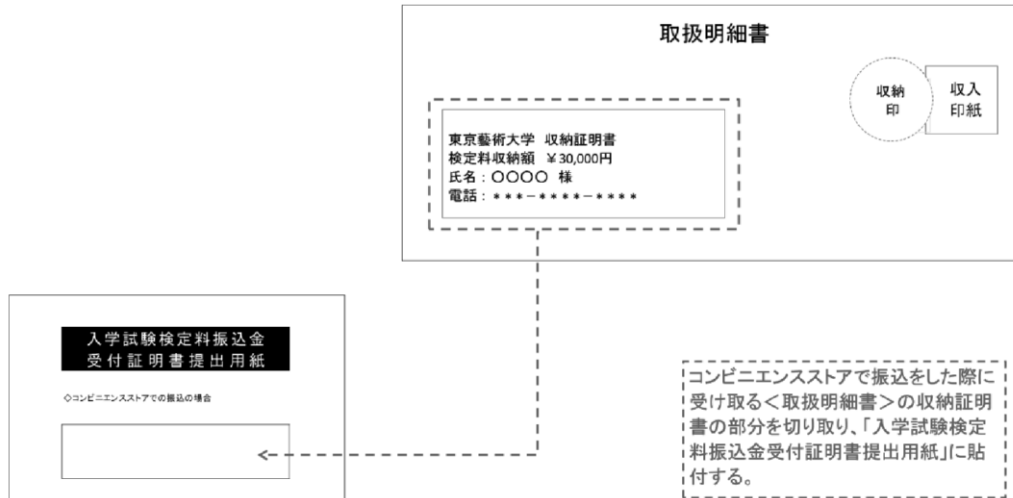 取扱明細書
収納
印
収入
印紙
東京藝術大学 収納証明書
検定料収納額 ￥30,000円
氏名：〇〇〇〇 様
電話：＊＊＊－＊＊＊＊－＊＊＊＊
入学試験検定料振込金
受付証明書提出用紙
◇コンビニエンスストアでの振込の場合
コンビニエンスストアで振込をした際に
受け取る＜取扱明細書＞の収納証明
書の部分を切り取り、「入学試験検定
料振込金受付証明書提出用紙」に貼
付する。